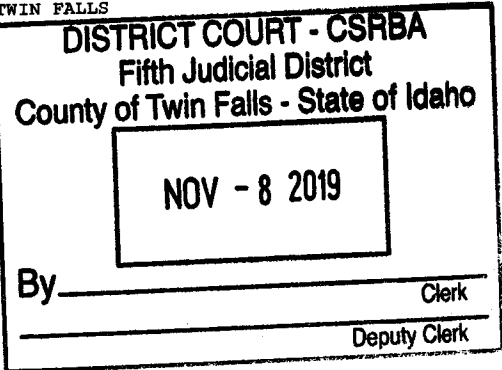 TWIN FALLS
DISTRICT COURT - CSRBA
Fifth Judicial District
County of Twin Falls - State of Idaho
NOV - 8 2019
By
Clerk
Deputy Clerk